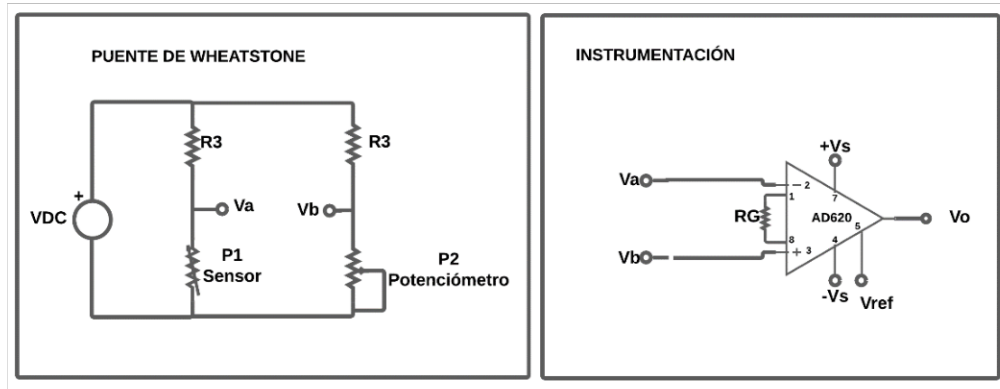 PUENTE DE WHEATSTONE
R3
R3
+
VDC
Va
Vb
P1
Sensor
P2
Potenciómetro
INSTRUMENTACIÓN
+Vs
Va
− 2
1
7
RG
AD620
Vo
5
8
4
Vb
+ 3
-Vs
Vref